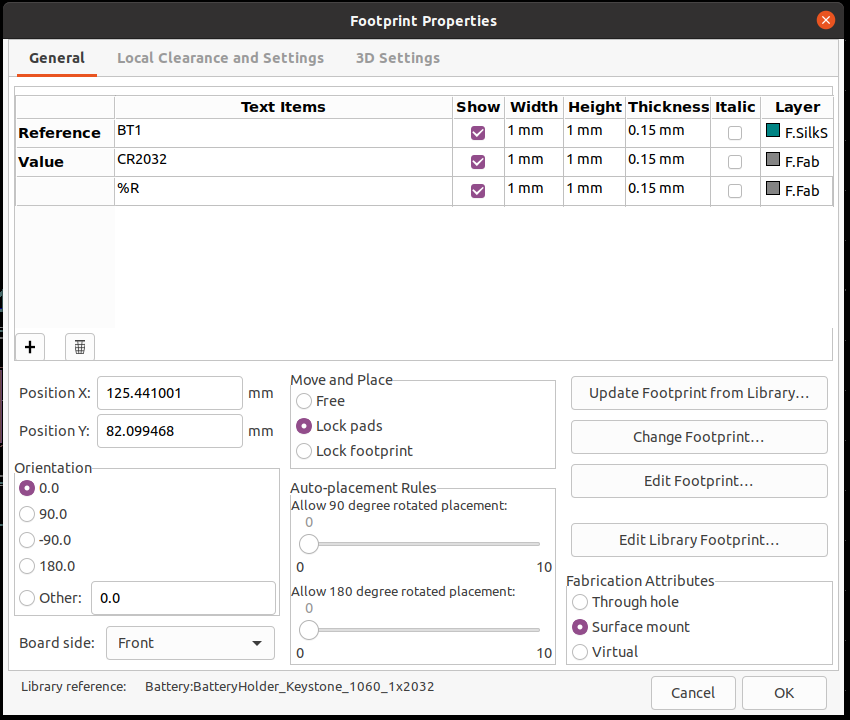 Footprint Properties
General Local Clearance and Settings 3D Settings
Text Items Show Width Height Thickness Italic Layer
Reference BT1 1 mm 1 mm 0.15 mm F.SilkS
Value CR2032 1 mm 1 mm 0.15 mm F.Fab
%R 1 mm 1 mm 0.15 mm F.Fab
+
Position X: 125.441001 mm
Position Y: 82.099468 mm
Orientation
0.0
90.0
-90.0
180.0
Other: 0.0
Board side: Front
Move and Place
Free
Lock pads
Lock footprint
Auto-placement Rules
Allow 90 degree rotated placement:
0
0 10
Allow 180 degree rotated placement:
0
0 10
Update Footprint from Library...
Change Footprint...
Edit Footprint...
Edit Library Footprint...
Fabrication Attributes
Through hole
Surface mount
Virtual
Library reference: Battery:BatteryHolder_Keystone_1060_1x2032
Cancel OK